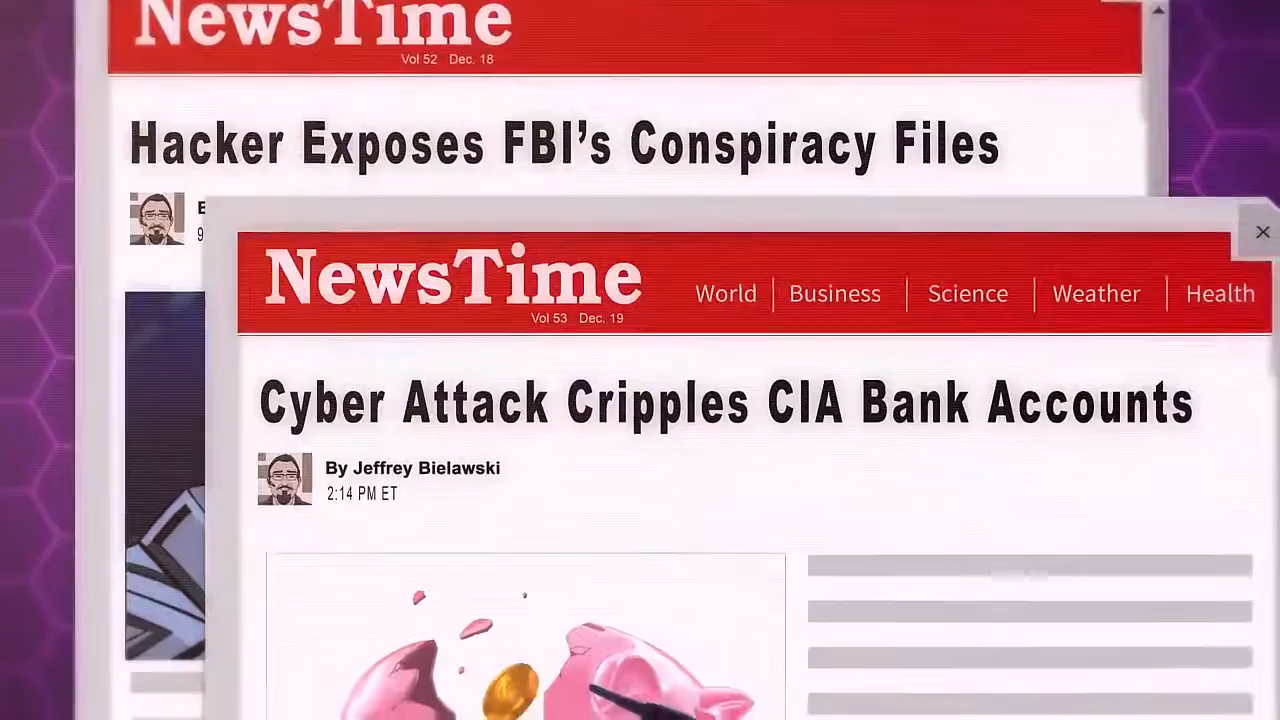 NewsTime
Vol 52 Dec. 18
Hacker Exposes FBI's Conspiracy Files
NewsTime
World
Business
Science
Weather
Health
Vol 53 Dec. 19
Cyber Attack Cripples CIA Bank Accounts
By Jeffrey Bielawski
2:14 PM ET